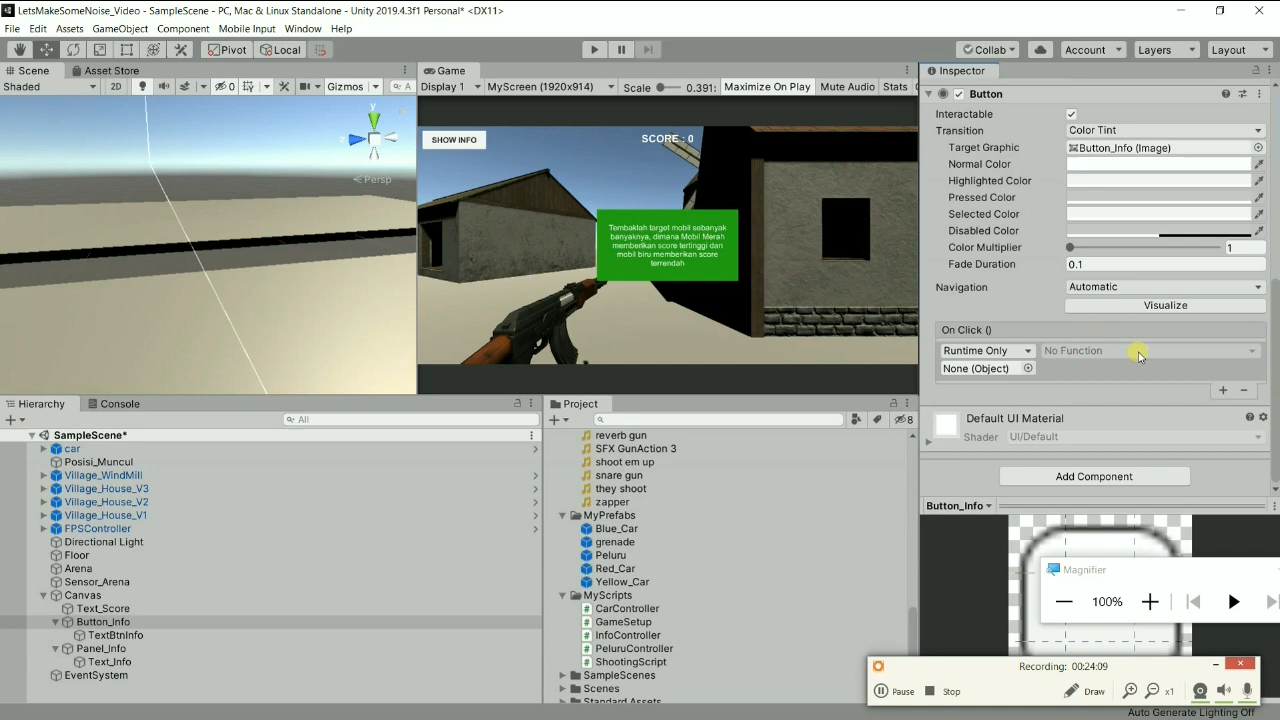 LetsMakeSomeNoise_Video - SampleScene - PC, Mac & Linux Standalone - Unity 2019.4.3f1 Personal* <DX11>
File Edit Assets GameObject Component Mobile Input Window Help
Pivot Local Collab Account Layers Layout
Scene Asset Store
Shaded 2D 0 Gizmos A
y
z
Persp
Game
Display 1 MyScreen (1920x914) Scale 0.391: Maximize On Play Mute Audio Stats
SHOW INFO
SCORE : 0
Tembaklah target mobil sebanyak
banyaknya, dimana Mobil Merah
memberikan score tertinggi dan
mobil biru memberikan score
terrendah
Inspector
Button
Interactable
Transition Color Tint
Target Graphic Button_Info (Image)
Normal Color
Highlighted Color
Pressed Color
Selected Color
Disabled Color
Color Multiplier 1
Fade Duration 0.1
Navigation Automatic
Visualize
On Click ()
Runtime Only No Function
None (Object)
+ −
Default UI Material
Shader UI/Default
Add Component
Button_Info
Hierarchy Console
+ All
SampleScene*
car
Posisi_Muncul
Village_WindMill
Village_House_V3
Village_House_V2
Village_House_V1
FPSController
Directional Light
Floor
Arena
Sensor_Arena
Canvas
Text_Score
Button_Info
TextBtnInfo
Panel_Info
Text_Info
EventSystem
Project
+ 8
reverb gun
SFX GunAction 3
shoot em up
snare gun
they shoot
zapper
MyPrefabs
Blue_Car
grenade
Peluru
Red_Car
Yellow_Car
MyScripts
# CarController
# GameSetup
# InfoController
# PeluruController
# ShootingScript
SampleScenes
Scenes
Standard Assets
Magnifier
− 100% +
Recording: 00:24:09
Pause Stop Draw x1
Auto Generate Lighting Off